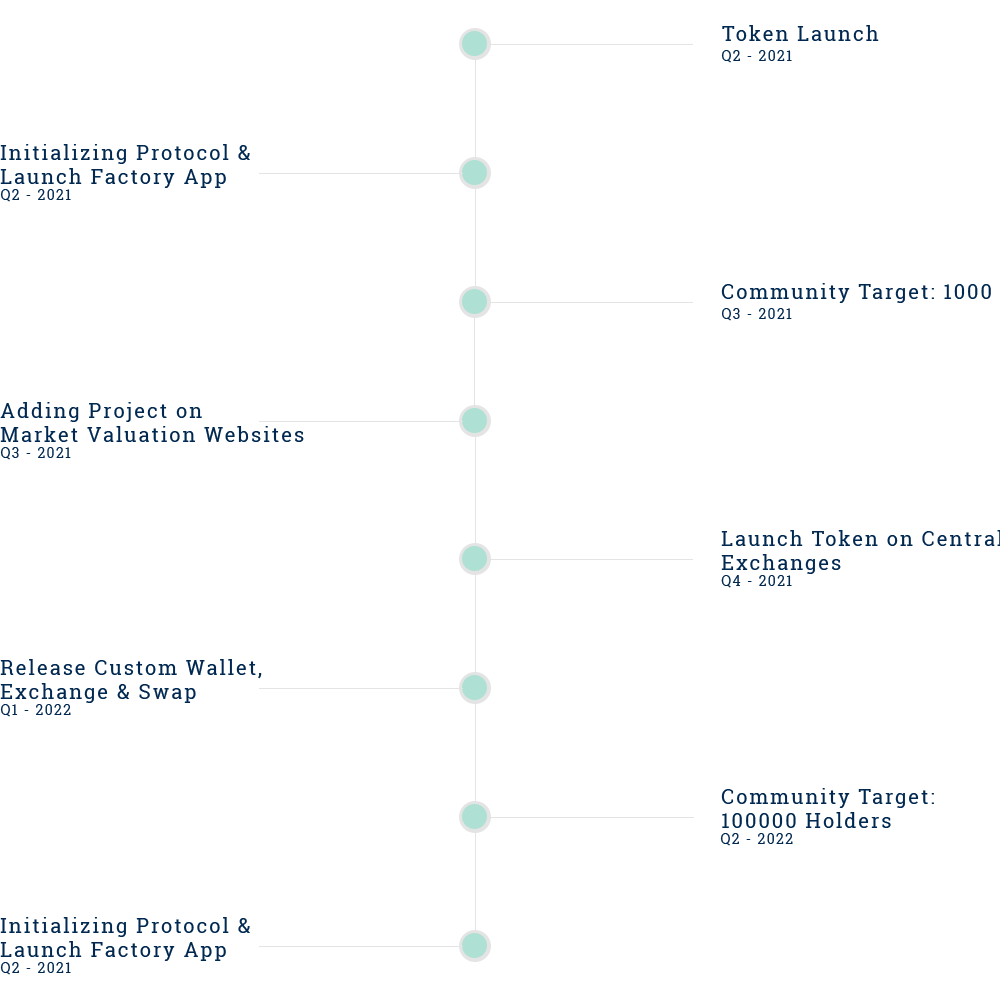 Token Launch
Q2 - 2021
Initializing Protocol &
Launch Factory App
Q2 - 2021
Community Target: 1000
Q3 - 2021
Adding Project on
Market Valuation Websites
Q3 - 2021
Launch Token on Central
Exchanges
Q4 - 2021
Release Custom Wallet,
Exchange & Swap
Q1 - 2022
Community Target:
100000 Holders
Q2 - 2022
Initializing Protocol &
Launch Factory App
Q2 - 2021